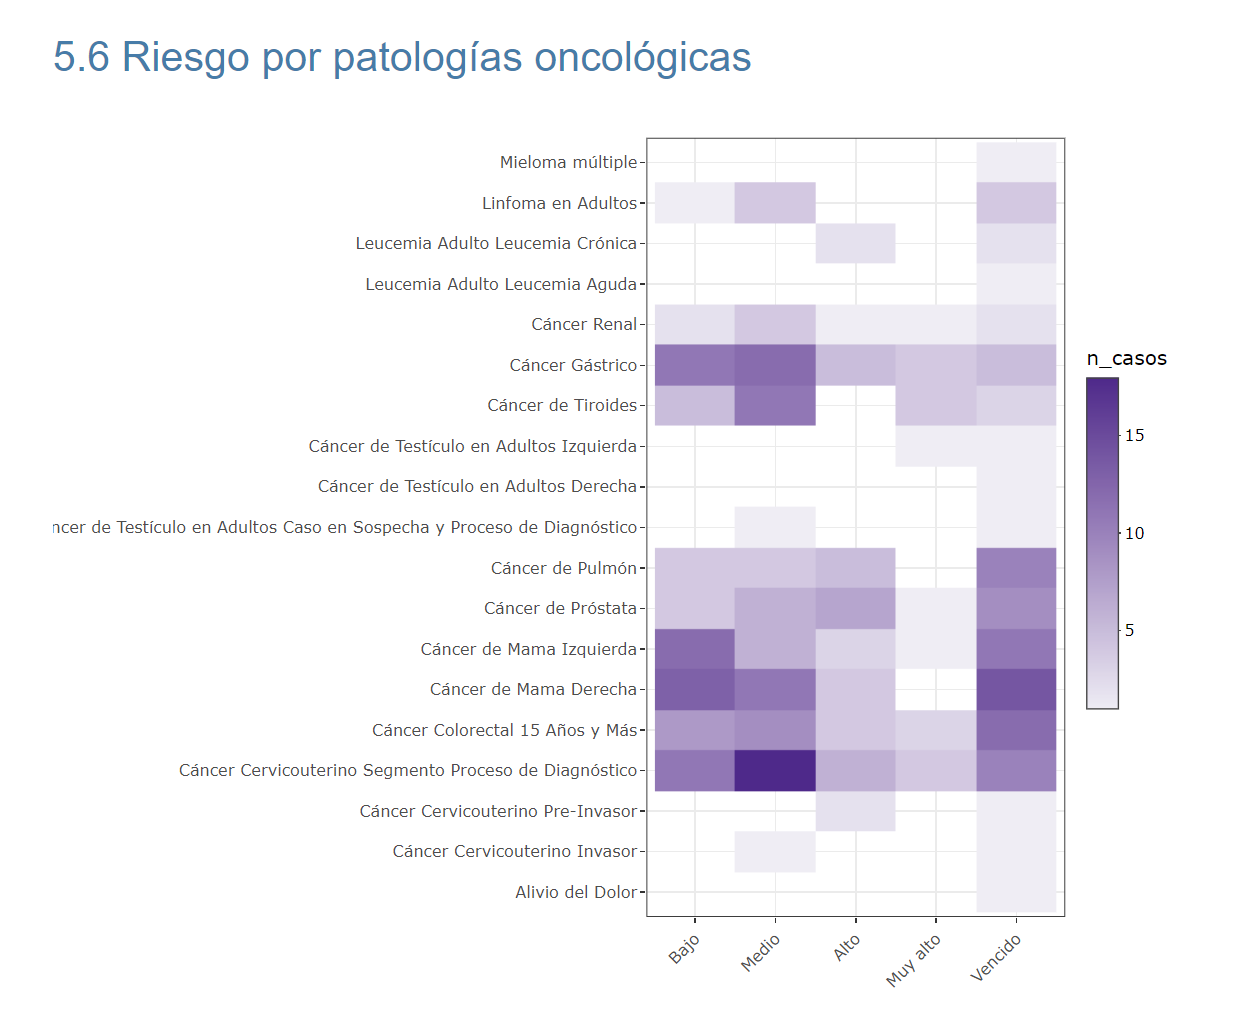 5.6 Riesgo por patologías oncológicas
Mieloma múltiple
Linfoma en Adultos
Leucemia Adulto Leucemia Crónica
Leucemia Adulto Leucemia Aguda
Cáncer Renal
Cáncer Gástrico
Cáncer de Tiroides
Cáncer de Testículo en Adultos Izquierda
Cáncer de Testículo en Adultos Derecha
ncer de Testículo en Adultos Caso en Sospecha y Proceso de Diagnóstico
Cáncer de Pulmón
Cáncer de Próstata
Cáncer de Mama Izquierda
Cáncer de Mama Derecha
Cáncer Colorectal 15 Años y Más
Cáncer Cervicouterino Segmento Proceso de Diagnóstico
Cáncer Cervicouterino Pre-Invasor
Cáncer Cervicouterino Invasor
Alivio del Dolor
Bajo
Medio
Alto
Muy alto
Vencido
n_casos
15
10
5